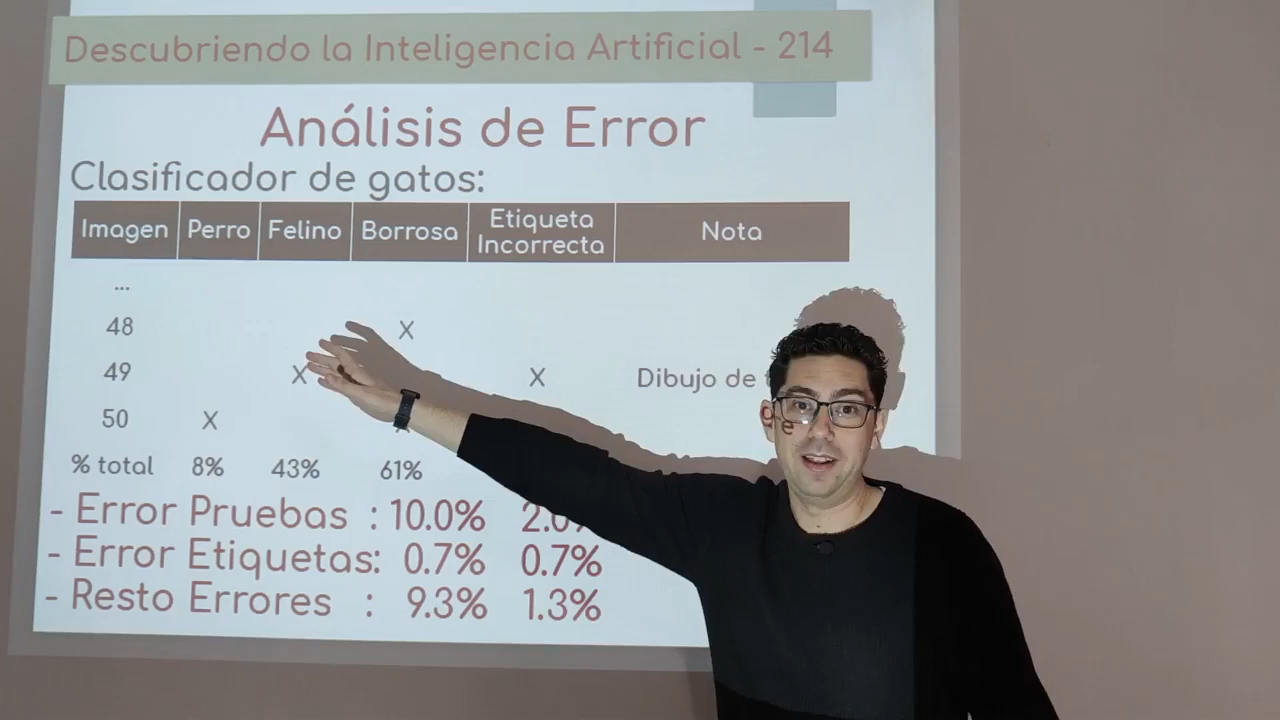 Descubriendo la Inteligencia Artificial - 214
Análisis de Error
Clasificador de gatos:
Imagen Perro Felino Borrosa Etiqueta Incorrecta Nota
...
48 X
49 X X Dibujo de
50 X
% total 8% 43% 61%
- Error Pruebas : 10.0% 2.0%
- Error Etiquetas: 0.7% 0.7%
- Resto Errores : 9.3% 1.3%